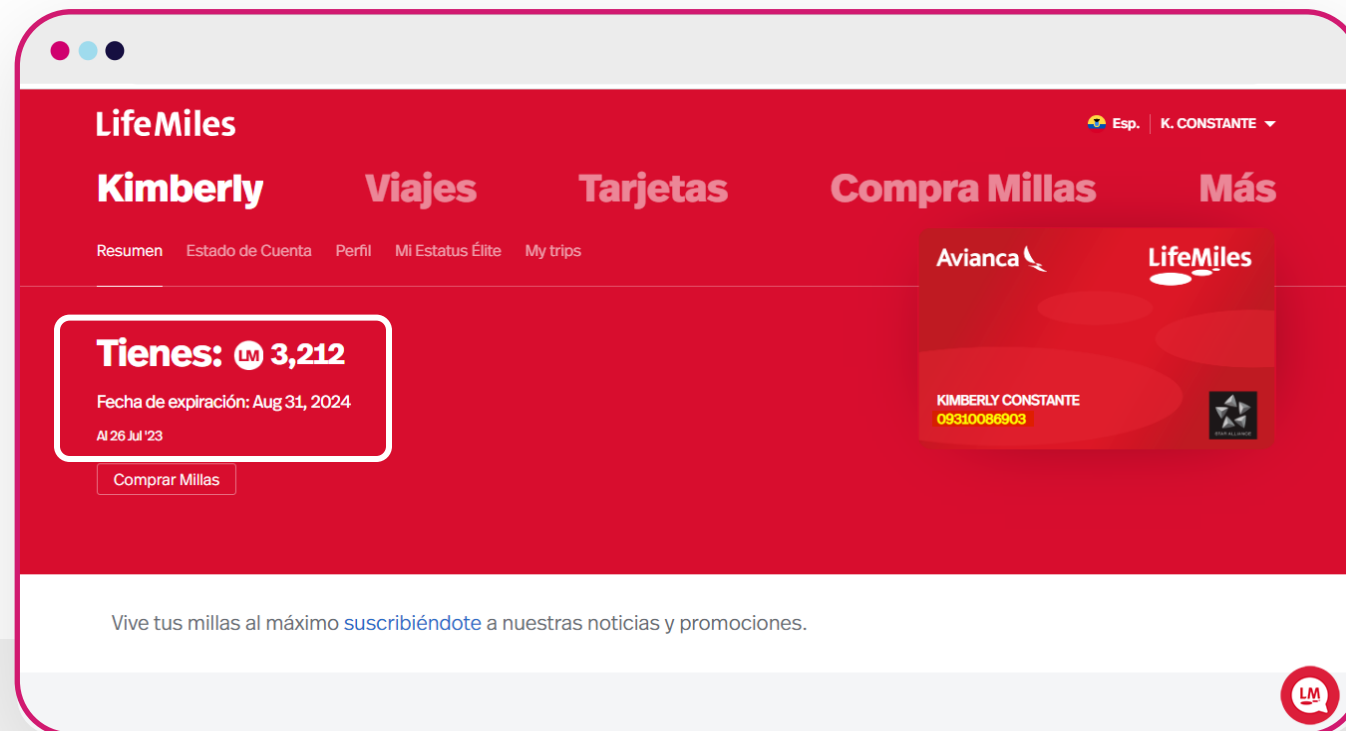 LifeMiles
Esp. K. CONSTANTE
Kimberly Viajes Tarjetas Compra Millas Más
Resumen Estado de Cuenta Perfil Mi Estatus Élite My trips
Avianca LifeMiles
Tienes: LM 3,212
Fecha de expiración: Aug 31, 2024
Al 26 Jul '23
KIMBERLY CONSTANTE
09310086903
STAR ALLIANCE
Comprar Millas
Vive tus millas al máximo suscribiéndote a nuestras noticias y promociones.
LM